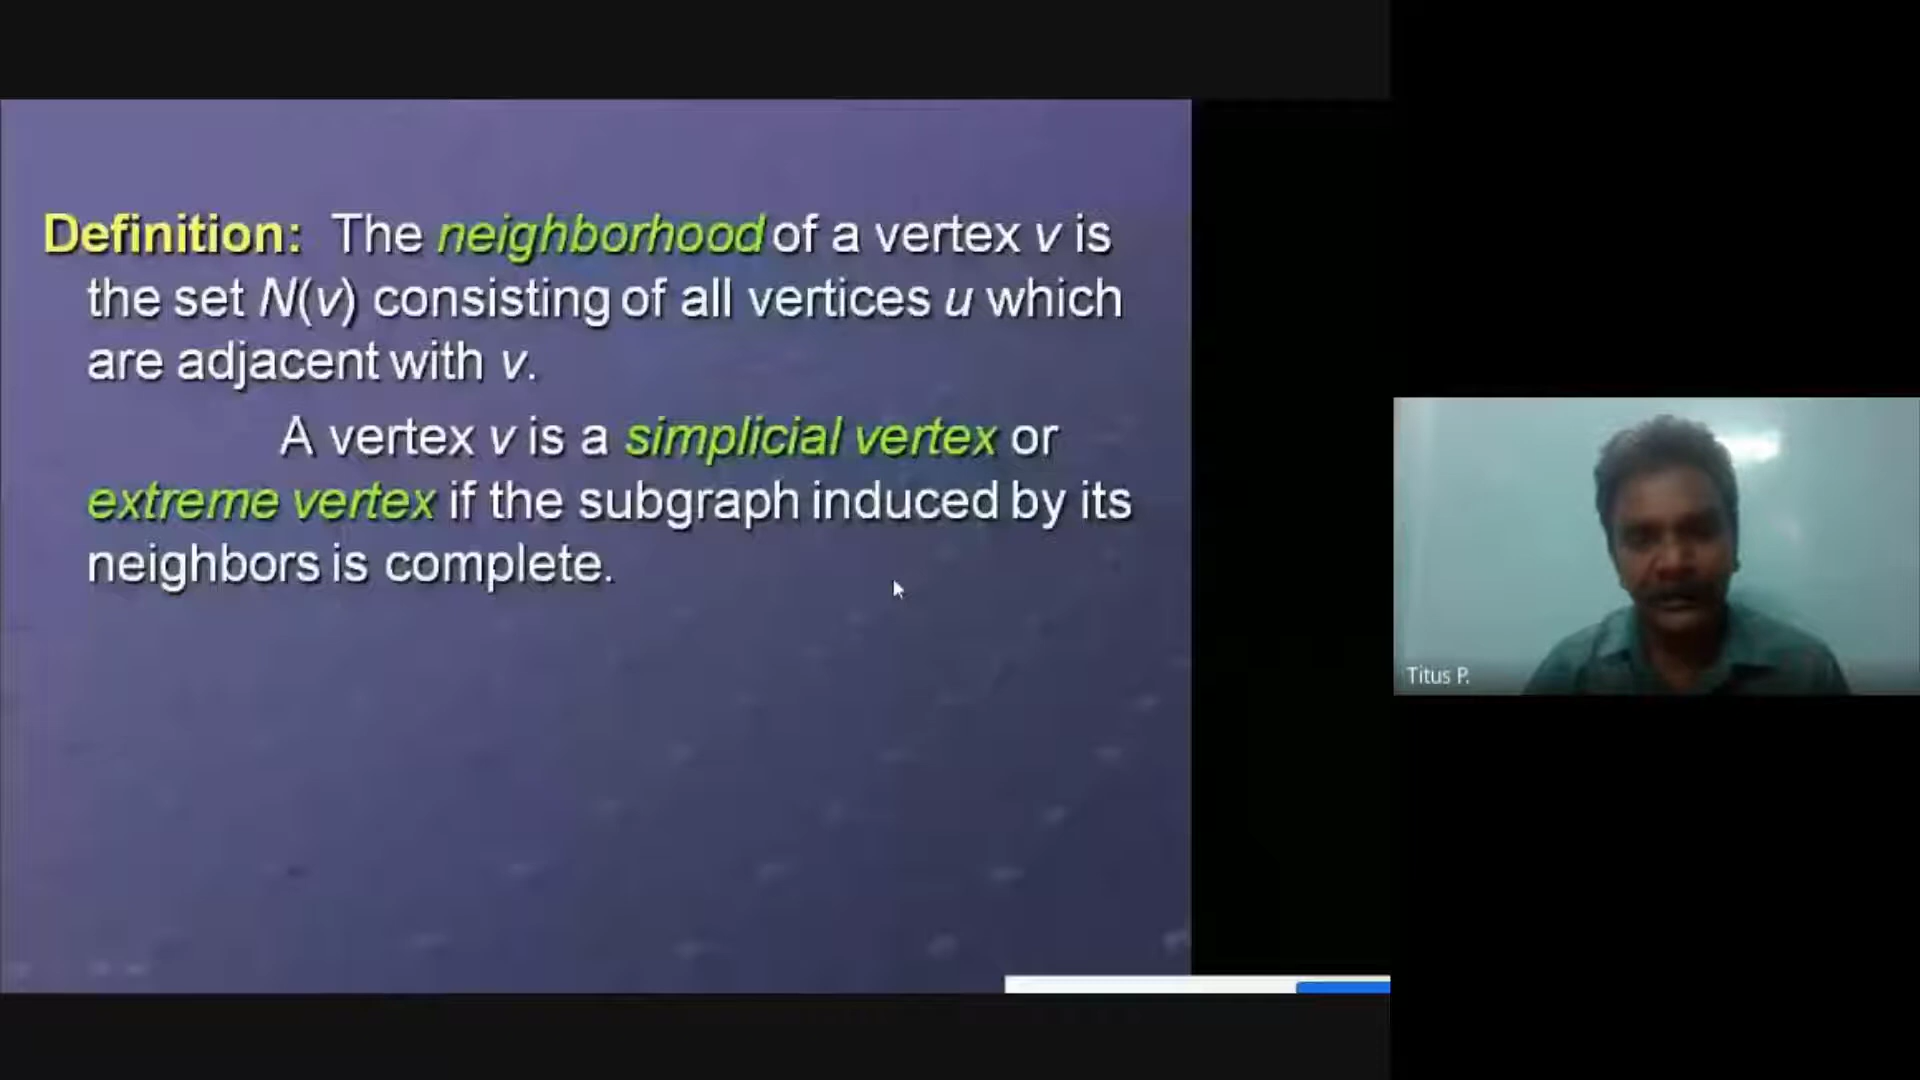 Definition: The neighborhood of a vertex v is
the set N(v) consisting of all vertices u which
are adjacent with v.
A vertex v is a simplicial vertex or
extreme vertex if the subgraph induced by its
neighbors is complete.
Titus P.